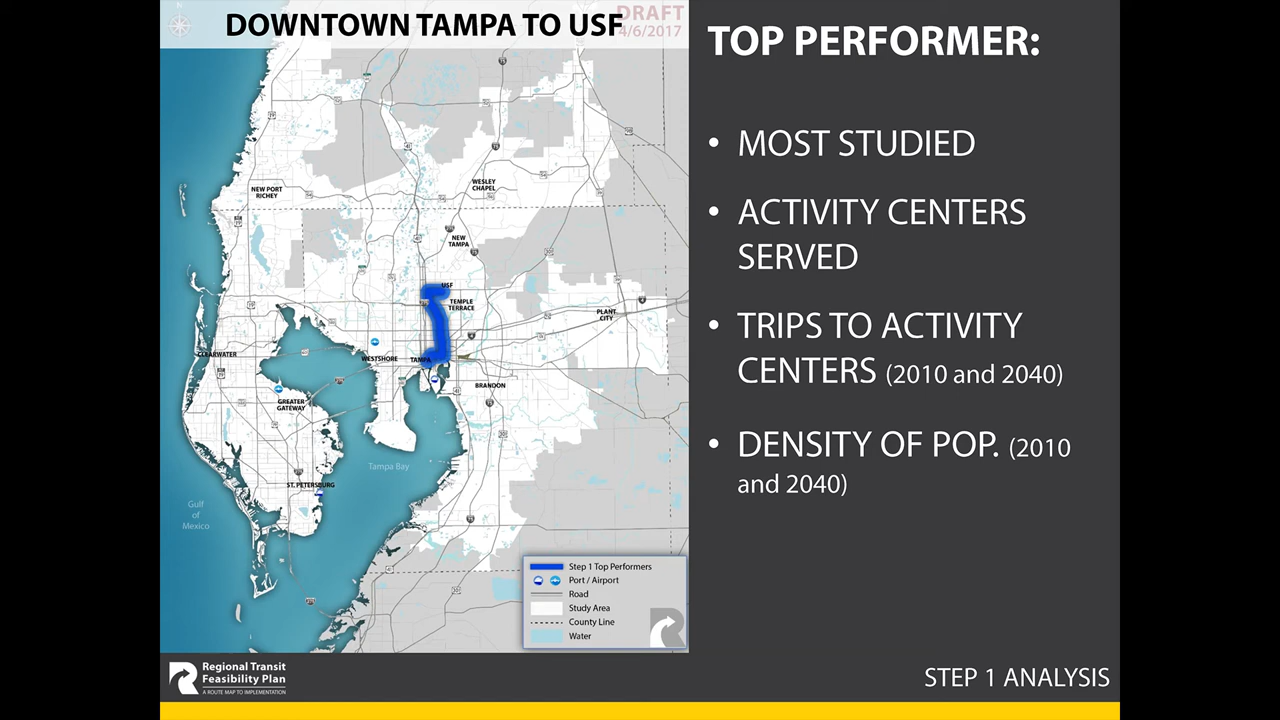 DOWNTOWN TAMPA TO USF
DRAFT
4/6/2017
N
NEW PORT
RICHEY
WESLEY
CHAPEL
NEW
TAMPA
USF
TEMPLE
TERRACE
PLANT
CITY
CLEARWATER
WESTSHORE
TAMPA
BRANDON
GREATER
GATEWAY
Tampa Bay
ST. PETERSBURG
Gulf
of
Mexico
Step 1 Top Performers
Port / Airport
Road
Study Area
County Line
Water
TOP PERFORMER:
• MOST STUDIED
• ACTIVITY CENTERS
SERVED
• TRIPS TO ACTIVITY
CENTERS (2010 and 2040)
• DENSITY OF POP. (2010
and 2040)
Regional Transit
Feasibility Plan
A ROUTE MAP TO IMPLEMENTATION
STEP 1 ANALYSIS